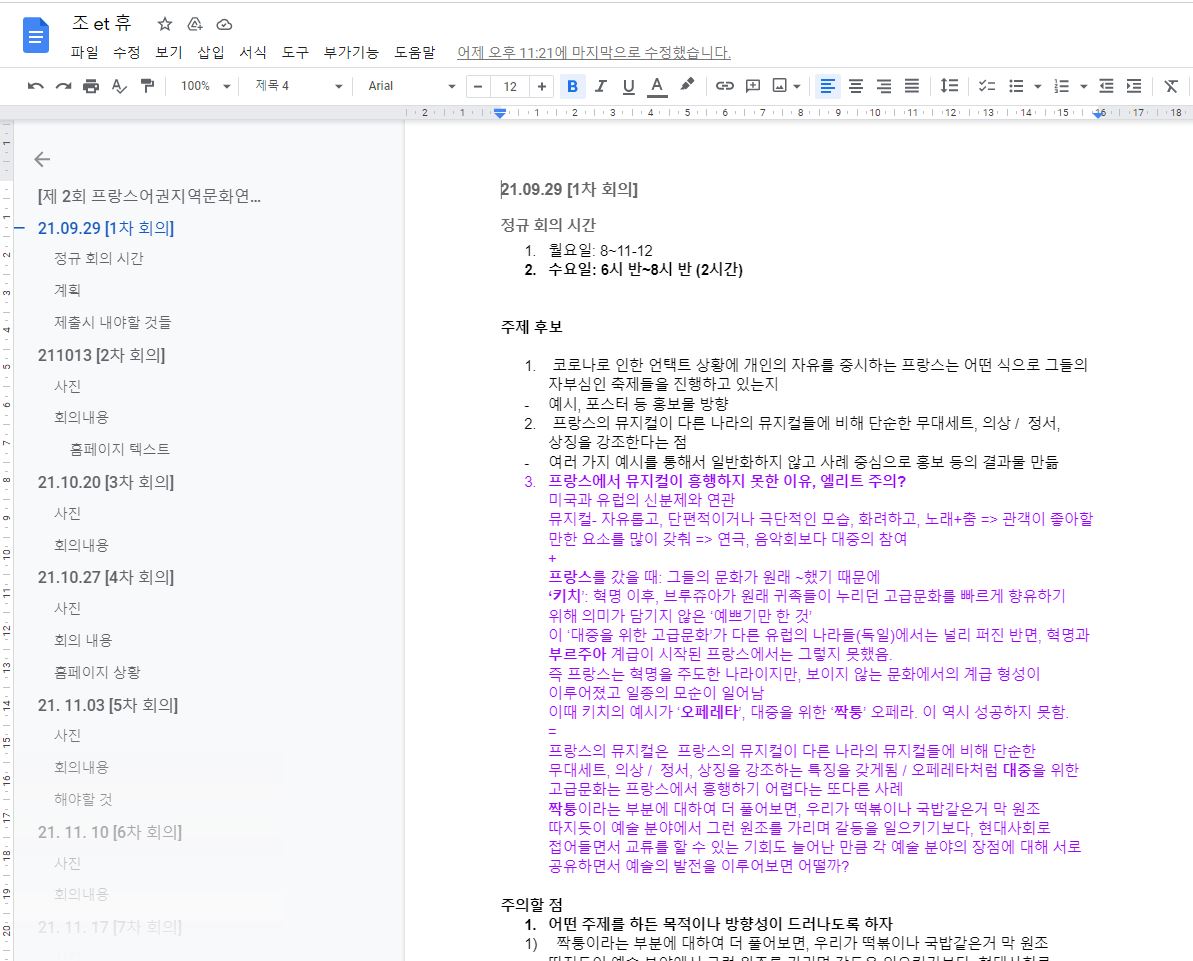 조 et 휴
파일 수정 보기 삽입 서식 도구 부가기능 도움말 어제 오후 11:21에 마지막으로 수정했습니다.
100% 제목 4 Arial - 12 + B I U A
2 1 1 2 3 4 5 6 7 8 9 10 11 12 13 14 15 16 17 18
[제 2회 프랑스어권지역문화연...
21.09.29 [1차 회의]
정규 회의 시간
계획
제출시 내야할 것들
211013 [2차 회의]
사진
회의내용
홈페이지 텍스트
21.10.20 [3차 회의]
사진
회의내용
21.10.27 [4차 회의]
사진
회의 내용
홈페이지 상황
21. 11.03 [5차 회의]
사진
회의내용
해야할 것
21. 11. 10 [6차 회의]
사진
회의내용
21. 11. 17 [7차 회의]
21.09.29 [1차 회의]
정규 회의 시간
1. 월요일: 8~11-12
2. 수요일: 6시 반~8시 반 (2시간)
주제 후보
1. 코로나로 인한 언택트 상황에 개인의 자유를 중시하는 프랑스는 어떤 식으로 그들의
자부심인 축제들을 진행하고 있는지
- 예시, 포스터 등 홍보물 방향
2. 프랑스의 뮤지컬이 다른 나라의 뮤지컬들에 비해 단순한 무대세트, 의상 / 정서,
상징을 강조한다는 점
- 여러 가지 예시를 통해서 일반화하지 않고 사례 중심으로 홍보 등의 결과물 만듦
3. 프랑스에서 뮤지컬이 흥행하지 못한 이유, 엘리트 주의?
미국과 유럽의 신분제와 연관
뮤지컬- 자유롭고, 단편적이거나 극단적인 모습, 화려하고, 노래+춤 => 관객이 좋아할
만한 요소를 많이 갖춰 => 연극, 음악회보다 대중의 참여
+
프랑스를 갔을 때: 그들의 문화가 원래 ~했기 때문에
‘키치’: 혁명 이후, 브루쥬아가 원래 귀족들이 누리던 고급문화를 빠르게 향유하기
위해 의미가 담기지 않은 ‘예쁘기만 한 것’
이 ‘대중을 위한 고급문화’가 다른 유럽의 나라들(독일)에서는 널리 퍼진 반면, 혁명과
부르주아 계급이 시작된 프랑스에서는 그렇지 못했음.
즉 프랑스는 혁명을 주도한 나라이지만, 보이지 않는 문화에서의 계급 형성이
이루어졌고 일종의 모순이 일어남
이때 키치의 예시가 ‘오페레타’, 대중을 위한 ‘짝퉁’ 오페라. 이 역시 성공하지 못함.
=
프랑스의 뮤지컬은 프랑스의 뮤지컬이 다른 나라의 뮤지컬들에 비해 단순한
무대세트, 의상 / 정서, 상징을 강조하는 특징을 갖게됨 / 오페레타처럼 대중을 위한
고급문화는 프랑스에서 흥행하기 어렵다는 또다른 사례
짝퉁이라는 부분에 대하여 더 풀어보면, 우리가 떡볶이나 국밥같은거 막 원조
따지듯이 예술 분야에서 그런 원조를 가리며 갈등을 일으키기보다, 현대사회로
접어들면서 교류를 할 수 있는 기회도 늘어난 만큼 각 예술 분야의 장점에 대해 서로
공유하면서 예술의 발전을 이루어보면 어떨까?
주의할 점
1. 어떤 주제를 하든 목적이나 방향성이 드러나도록 하자
1) 짝퉁이라는 부분에 대하여 더 풀어보면, 우리가 떡볶이나 국밥같은거 막 원조